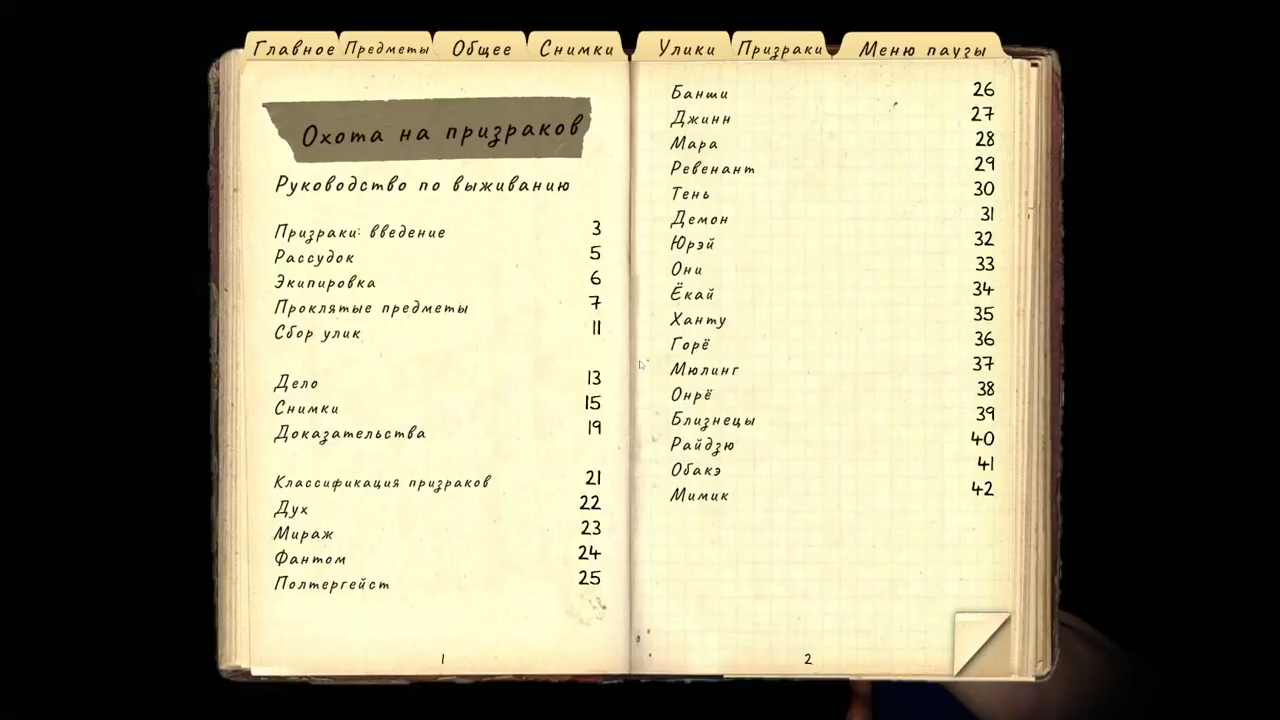 Главное Предметы Общее Снимки Улики Призраки Меню паузы
Охота на призраков
Руководство по выживанию
Призраки: введение 3
Рассудок 5
Экипировка 6
Проклятые предметы 7
Сбор улик 11
Дело 13
Снимки 15
Доказательства 19
Классификация призраков 21
Дух 22
Мираж 23
Фантом 24
Полтергейст 25
1
Банши 26
Джинн 27
Мара 28
Ревенант 29
Тень 30
Демон 31
Юрэй 32
Они 33
Ёкай 34
Ханту 35
Горё 36
Мюлинг 37
Онрё 38
Близнецы 39
Райдзю 40
Обакэ 41
Мимик 42
2